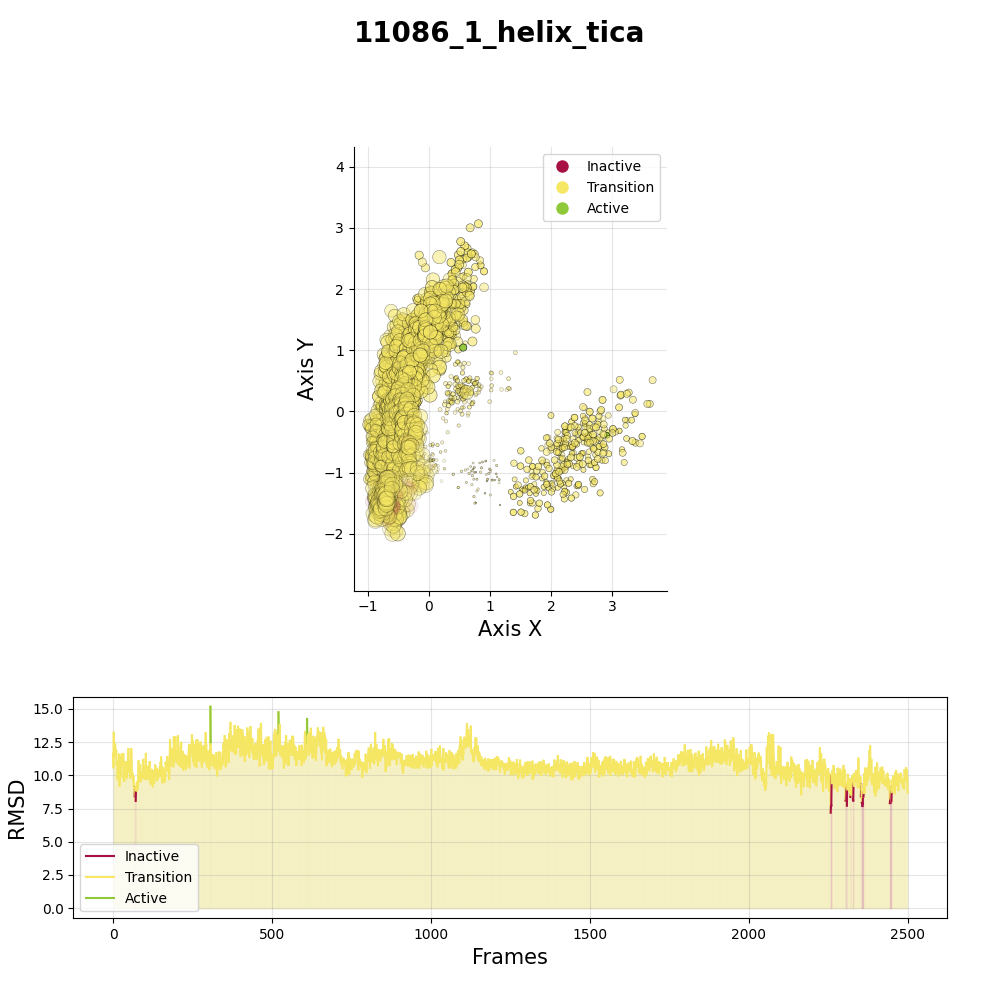 11086_1_helix_tica
4
3
2
1
0
−1
−2
Axis Y
Inactive
Transition
Active
−1 0 1 2 3
Axis X
15.0
12.5
10.0
7.5
5.0
2.5
0.0
RMSD
Inactive
Transition
Active
0 500 1000 1500 2000 2500
Frames